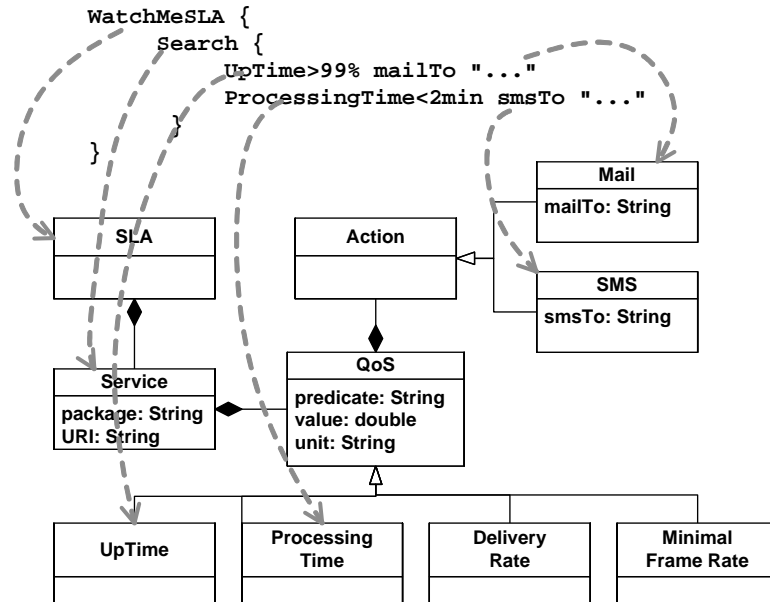 WatchMeSLA {
Search {
UpTime>99% mailTo "..."
ProcessingTime<2min smsTo "..."
}
}
Mail
mailTo: String
SLA
Action
SMS
smsTo: String
Service
package: String
URI: String
QoS
predicate: String
value: double
unit: String
UpTime
Processing
Time
Delivery
Rate
Minimal
Frame Rate